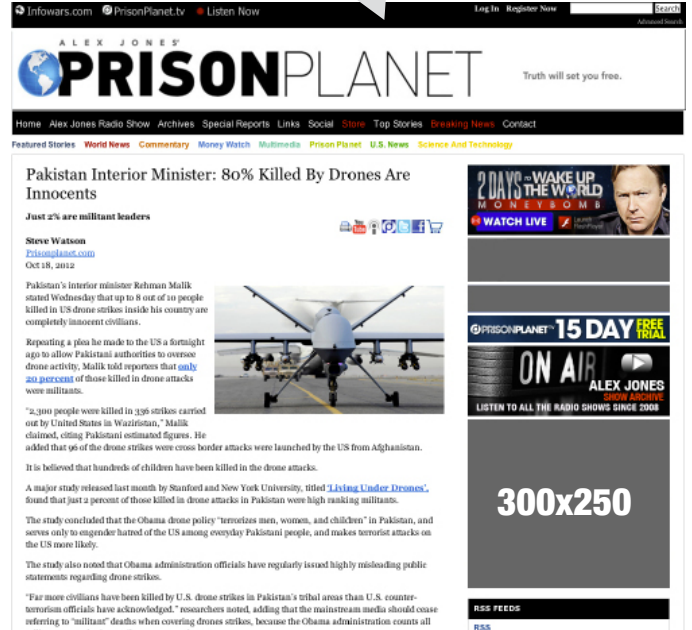 Infowars.com PrisonPlanet.tv Listen Now
Log In Register Now Search
Advanced Search
ALEX JONES'
PRISONPLANET
Truth will set you free.
Home Alex Jones Radio Show Archives Special Reports Links Social Store Top Stories Breaking News Contact
Featured Stories World News Commentary Money Watch Multimedia Prison Planet U.S. News Science And Technology
Pakistan Interior Minister: 80% Killed By Drones Are
Innocents
Just 2% are militant leaders
Steve Watson
Prisonplanet.com
Oct 18, 2012
Pakistan's interior minister Rehman Malik
stated Wednesday that up to 8 out of 10 people
killed in US drone strikes inside his country are
completely innocent civilians.
Repeating a plea he made to the US a fortnight
ago to allow Pakistani authorities to oversee
drone activity, Malik told reporters that only
20 percent of those killed in drone attacks
were militants.
"2,300 people were killed in 336 strikes carried
out by United States in Waziristan," Malik
claimed, citing Pakistani estimated figures. He
added that 96 of the drone strikes were cross border attacks were launched by the US from Afghanistan.
It is believed that hundreds of children have been killed in the drone attacks.
A major study released last month by Stanford and New York University, titled 'Living Under Drones',
found that just 2 percent of those killed in drone attacks in Pakistan were high ranking militants.
The study concluded that the Obama drone policy "terrorizes men, women, and children" in Pakistan, and
serves only to engender hatred of the US among everyday Pakistani people, and makes terrorist attacks on
the US more likely.
The study also noted that Obama administration officials have regularly issued highly misleading public
statements regarding drone strikes.
"Far more civilians have been killed by U.S. drone strikes in Pakistan's tribal areas than U.S. counter-
terrorism officials have acknowledged." researchers noted, adding that the mainstream media should cease
referring to "militant" deaths when covering drones strikes, because the Obama administration counts all
2 DAYS TO WAKE UP
THE WORLD
MONEYBOMB
WATCH LIVE Launch
FlashPlayer
PRISONPLANET 15 DAY FREE
TRIAL
ON AIR
ALEX JONES
SHOW ARCHIVE
LISTEN TO ALL THE RADIO SHOWS SINCE 2008
300x250
RSS FEEDS
RSS